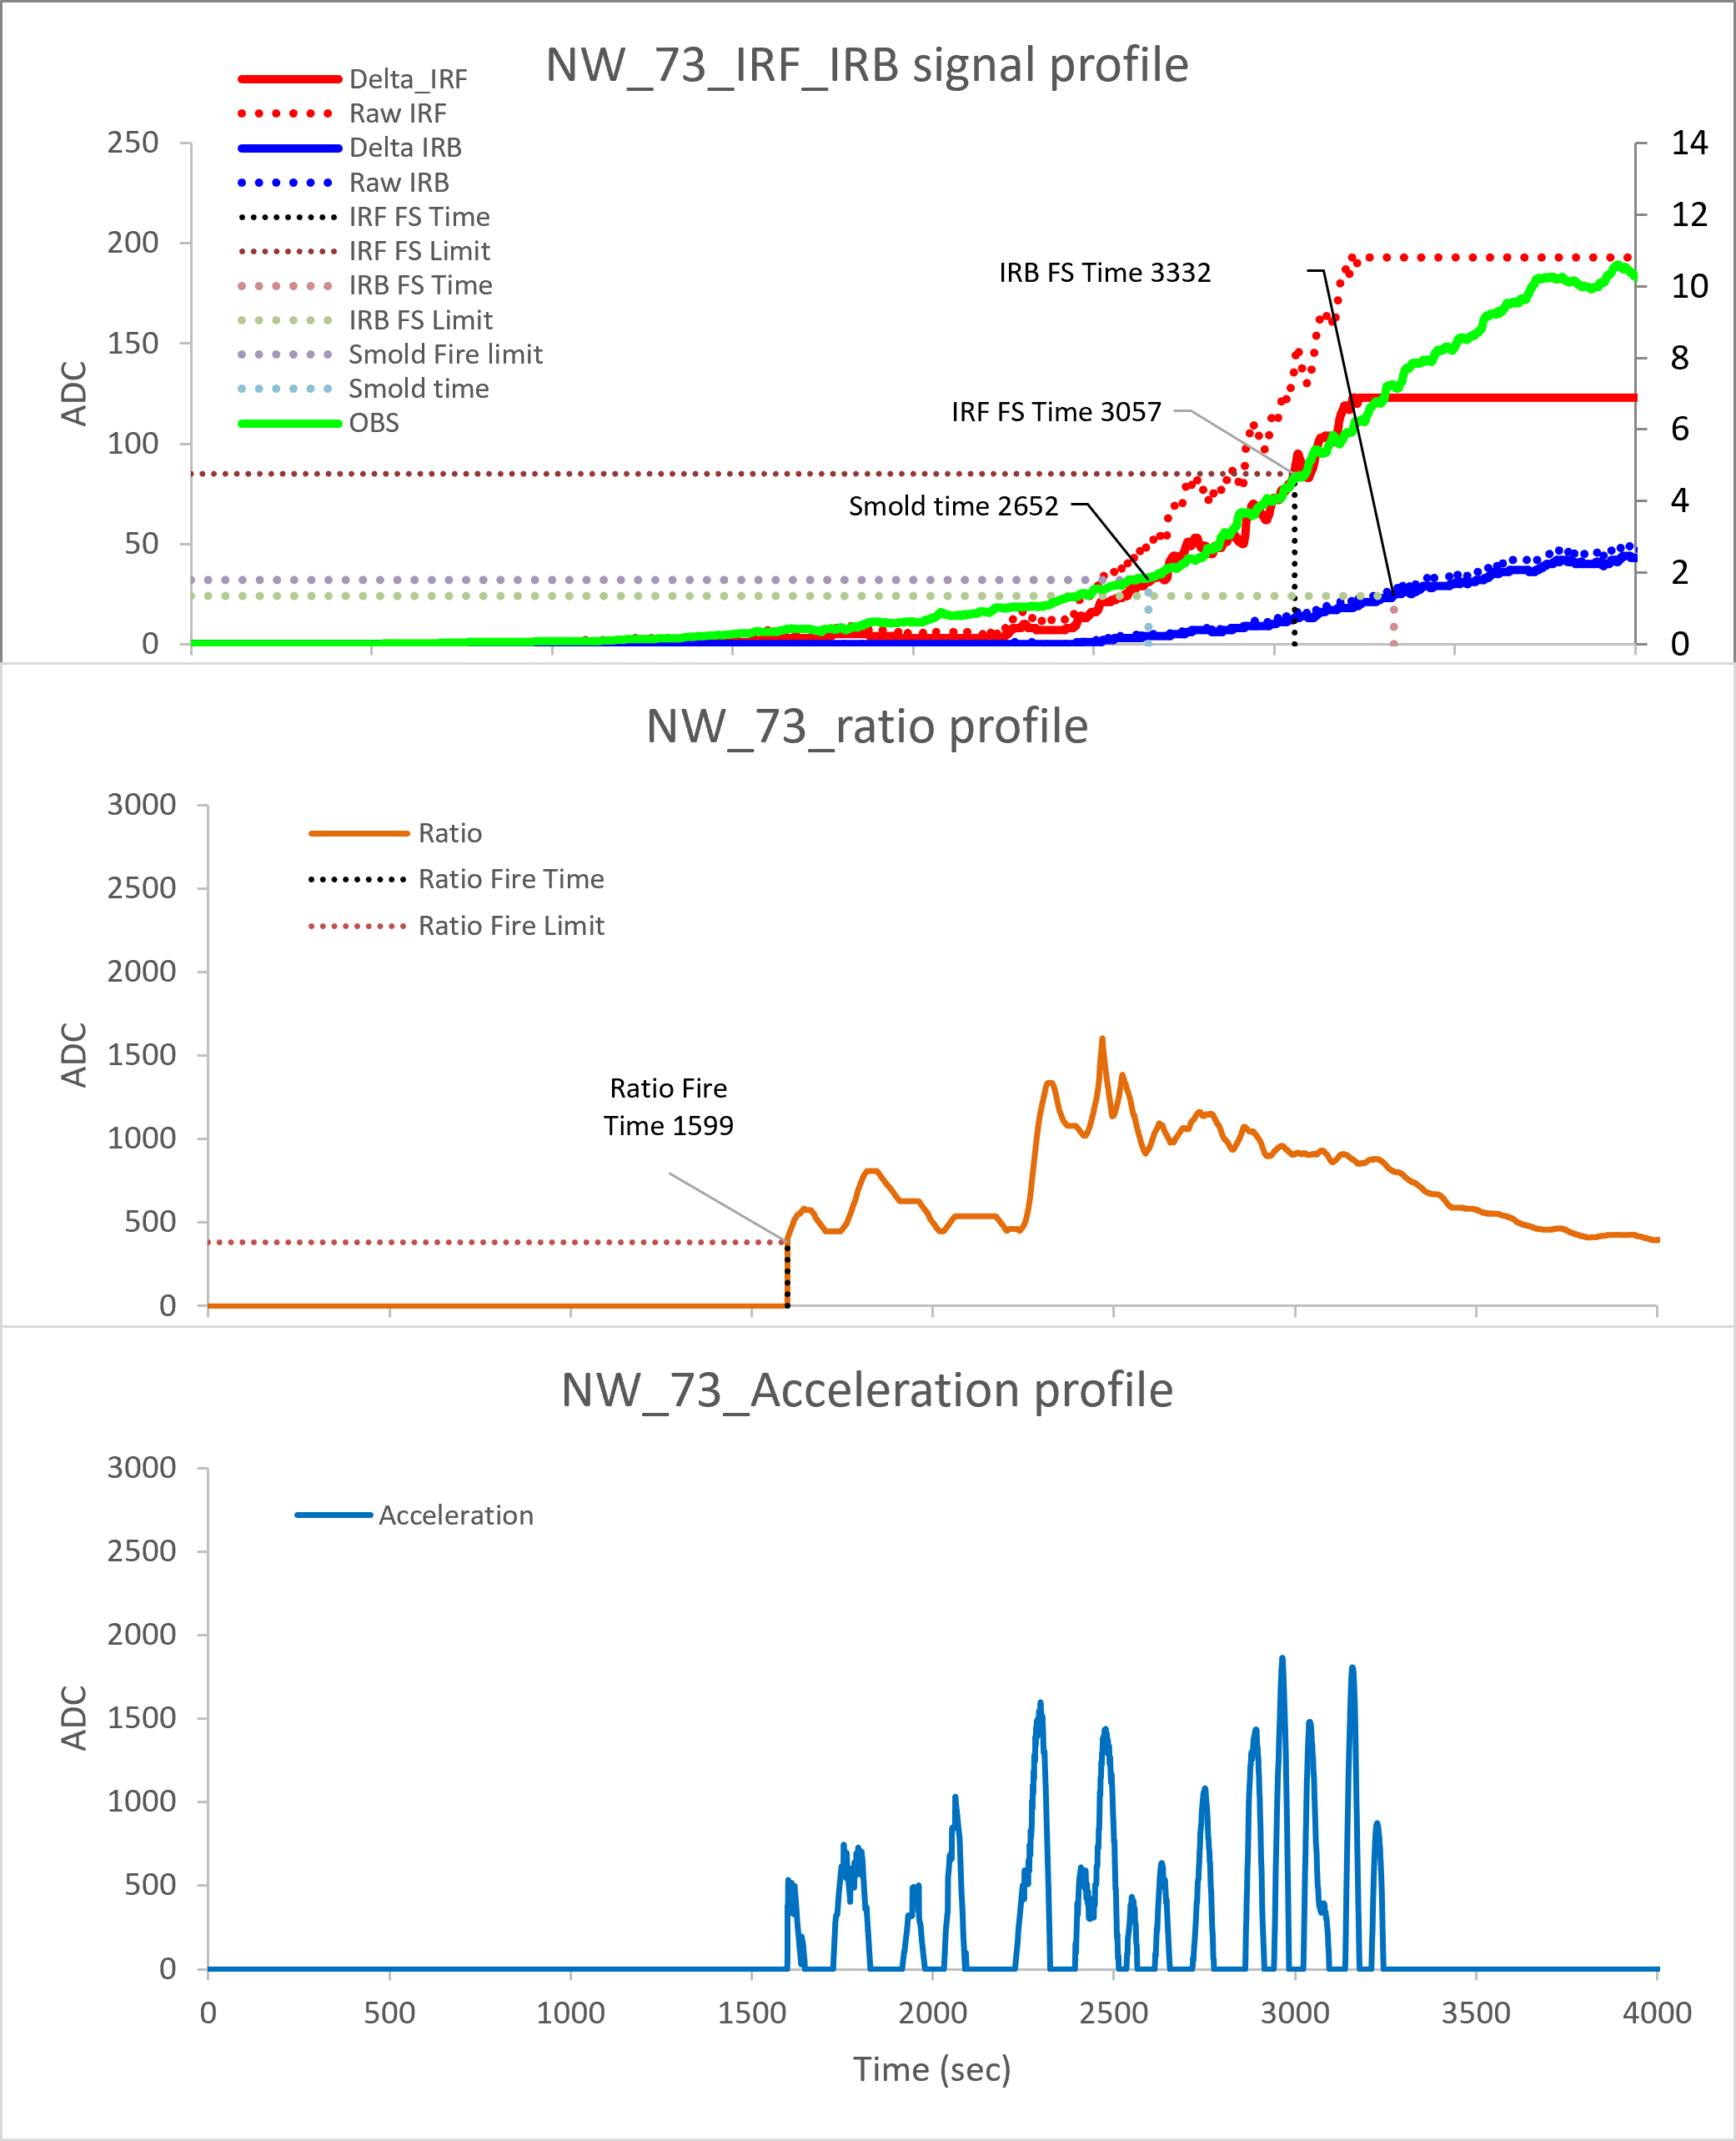 NW_73_IRF_IRB signal profile
Delta_IRF
Raw IRF
Delta IRB
Raw IRB
IRF FS Time
IRF FS Limit
IRB FS Time
IRB FS Limit
Smold Fire limit
Smold time
OBS
ADC
250
200
150
100
50
0
14
12
10
8
6
4
2
0
IRB FS Time 3332
IRF FS Time 3057
Smold time 2652
NW_73_ratio profile
Ratio
Ratio Fire Time
Ratio Fire Limit
ADC
3000
2500
2000
1500
1000
500
0
Ratio Fire
Time 1599
NW_73_Acceleration profile
Acceleration
ADC
3000
2500
2000
1500
1000
500
0
0 500 1000 1500 2000 2500 3000 3500 4000
Time (sec)